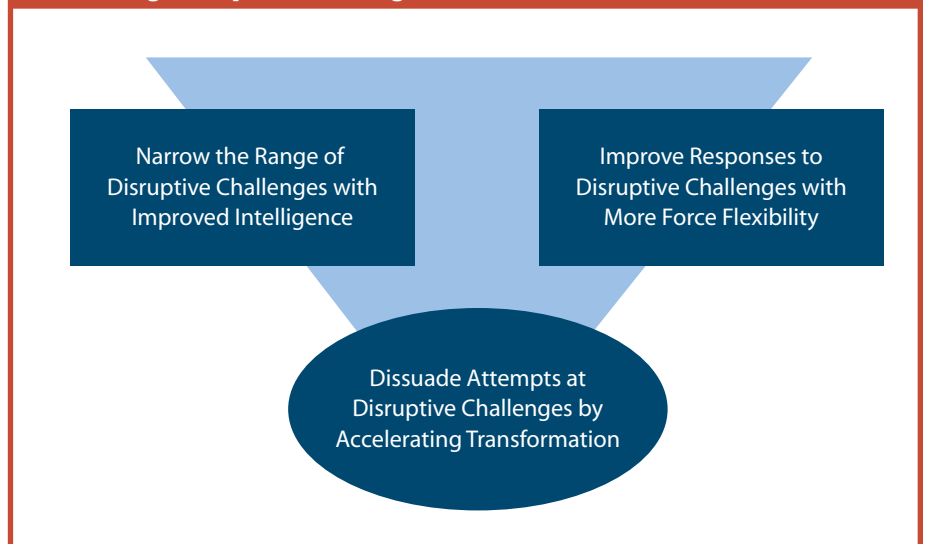 Narrow the Range of
Disruptive Challenges with
Improved Intelligence
Improve Responses to
Disruptive Challenges with
More Force Flexibility
Dissuade Attempts at
Disruptive Challenges by
Accelerating Transformation